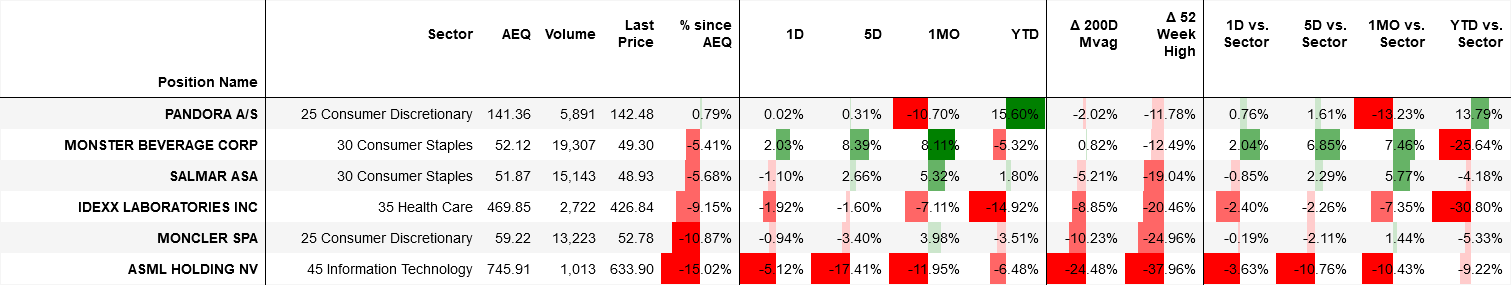 Sector AEQ Volume Last Price % since AEQ 1D 5D 1MO YTD Δ 200D Mvag Δ 52 Week High 1D vs. Sector 5D vs. Sector 1MO vs. Sector YTD vs. Sector
Position Name
PANDORA A/S 25 Consumer Discretionary 141.36 5,891 142.48 0.79% 0.02% 0.31% -10.70% 15.60% -2.02% -11.78% 0.76% 1.61% -13.23% 13.79%
MONSTER BEVERAGE CORP 30 Consumer Staples 52.12 19,307 49.30 -5.41% 2.03% 8.39% 8.11% -5.32% 0.82% -12.49% 2.04% 6.85% 7.46% -25.64%
SALMAR ASA 30 Consumer Staples 51.87 15,143 48.93 -5.68% -1.10% 2.66% 5.32% 1.80% -5.21% -19.04% -0.85% 2.29% 5.77% -4.18%
IDEXX LABORATORIES INC 35 Health Care 469.85 2,722 426.84 -9.15% -1.92% -1.60% -7.11% -14.92% -8.85% -20.46% -2.40% -2.26% -7.35% -30.80%
MONCLER SPA 25 Consumer Discretionary 59.22 13,223 52.78 -10.87% -0.94% -3.40% 3.98% -3.51% -10.23% -24.96% -0.19% -2.11% 1.44% -5.33%
ASML HOLDING NV 45 Information Technology 745.91 1,013 633.90 -15.02% -5.12% -17.41% -11.95% -6.48% -24.48% -37.96% -3.63% -10.76% -10.43% -9.22%